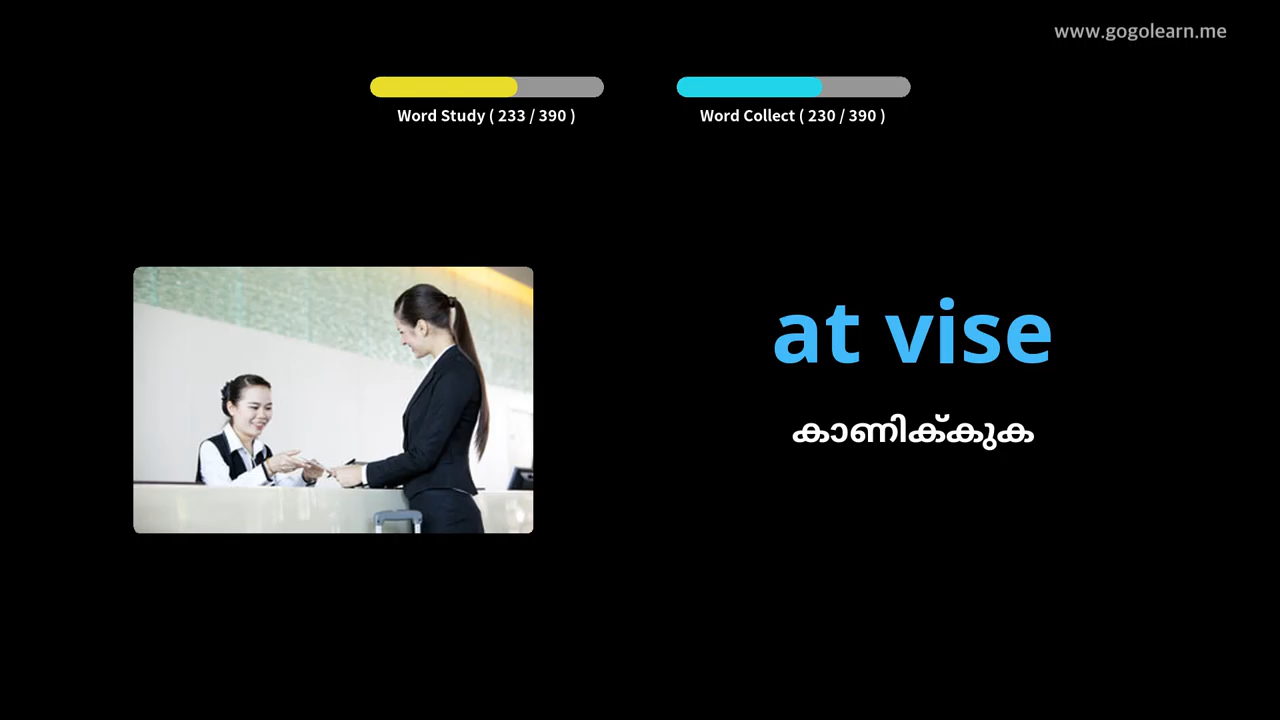 www.gogolearn.me
Word Study ( 233 / 390 )
Word Collect ( 230 / 390 )
at vise
കാണിക്കുക